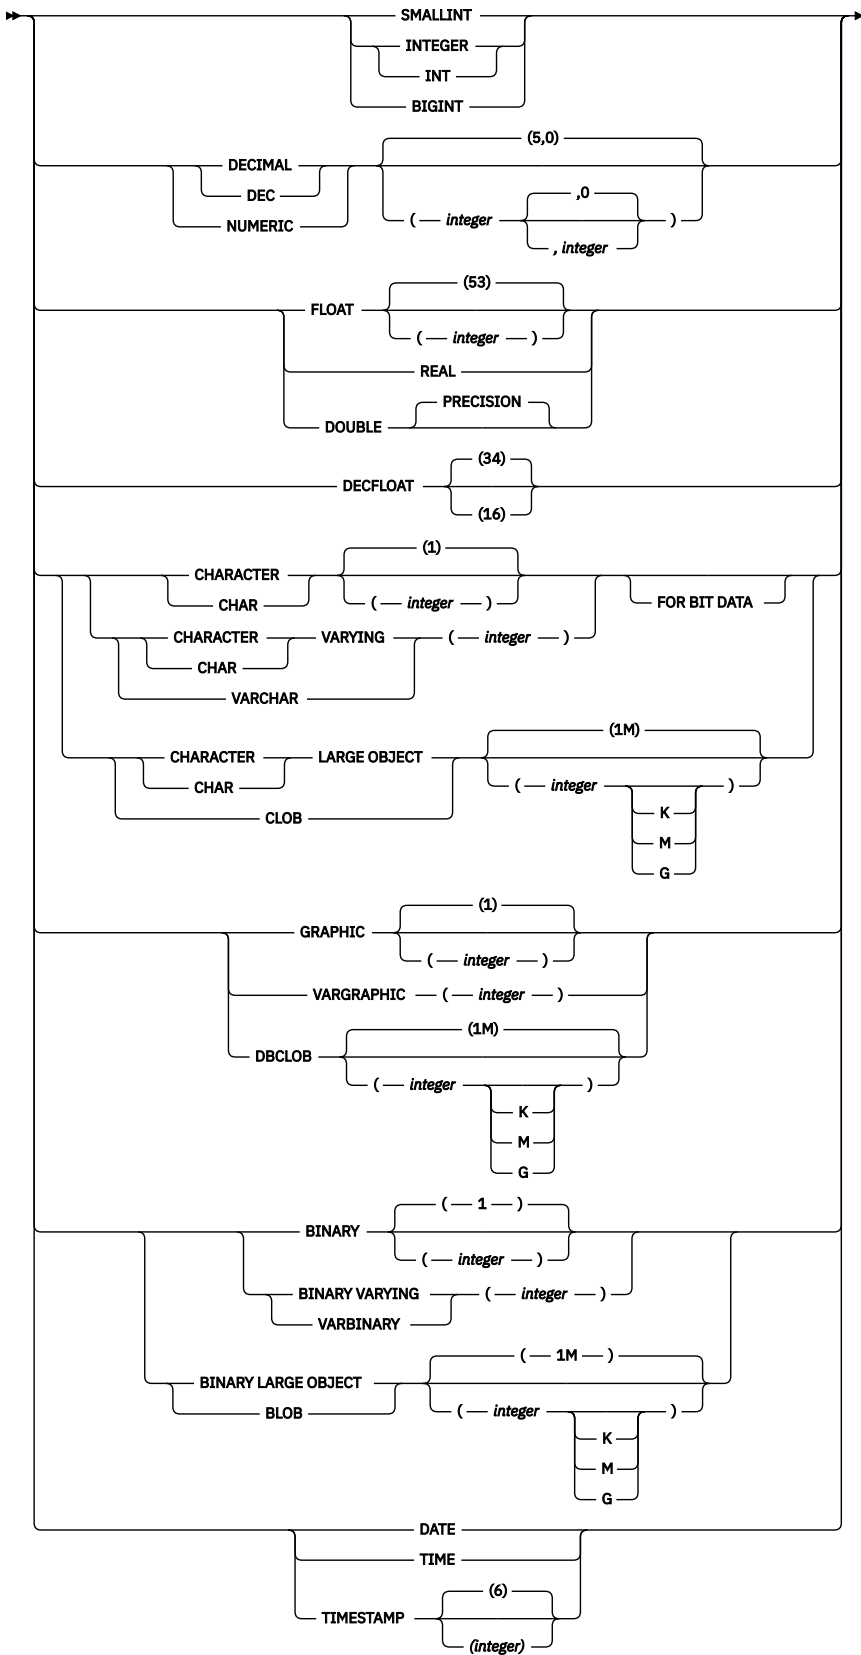 SMALLINT
INTEGER
INT
BIGINT
(5,0)
DECIMAL
DEC
NUMERIC
,0
( integer )
, integer
(53)
FLOAT
( integer )
REAL
PRECISION
DOUBLE
(34)
DECFLOAT
(16)
(1)
CHARACTER
CHAR ( integer ) FOR BIT DATA
CHARACTER VARYING ( integer )
CHAR
VARCHAR
(1M)
CHARACTER LARGE OBJECT
CHAR ( integer )
K
CLOB
M
G
(1)
GRAPHIC
( integer )
VARGRAPHIC ( integer )
(1M)
DBCLOB
( integer )
K
M
G
( 1 )
BINARY
( integer )
BINARY VARYING ( integer )
VARBINARY
( 1M )
BINARY LARGE OBJECT
BLOB ( integer )
K
M
G
DATE
TIME
(6)
TIMESTAMP
(integer)